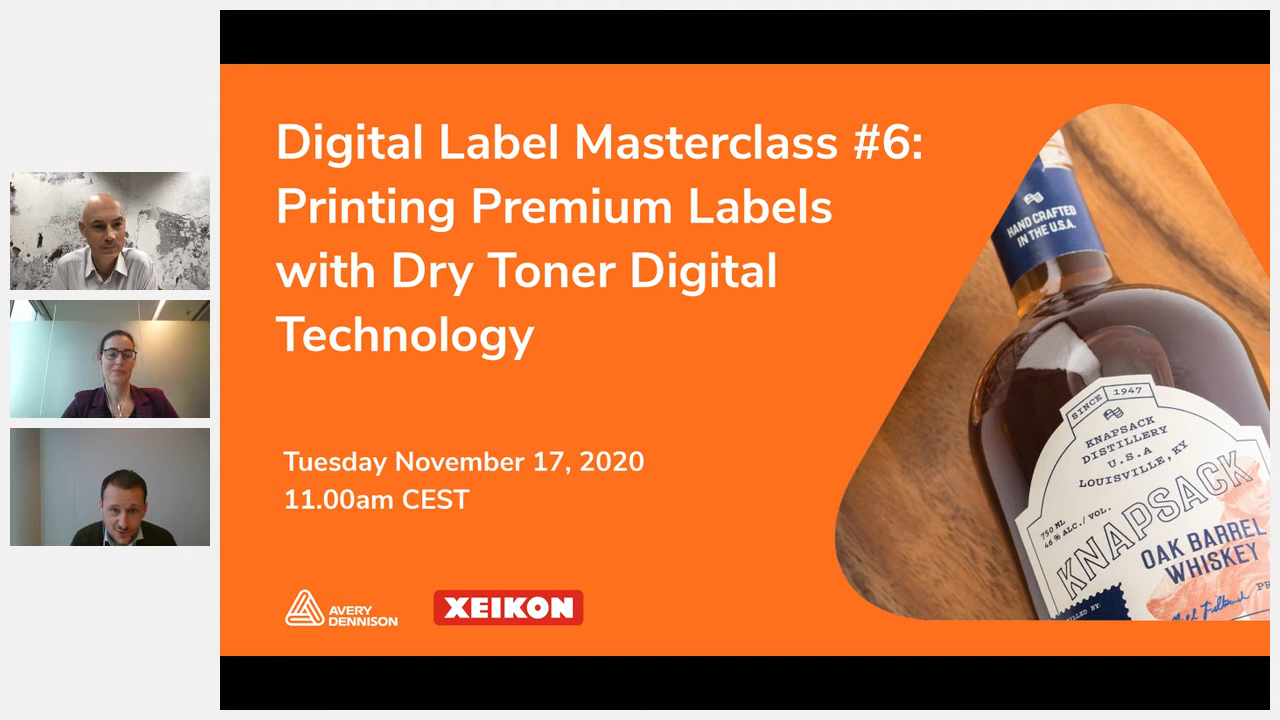 Digital Label Masterclass #6:
Printing Premium Labels
with Dry Toner Digital
Technology
Tuesday November 17, 2020
11.00am CEST
AVERY
DENNISON
XEIKON
HAND CRAFTED
IN THE U.S.A.
SINCE 1947
KNAPSACK
DISTILLERY
U.S.A
LOUISVILLE, KY
750 ML
46% ALC./VOL.
KNAPSACK
OAK BARREL
WHISKEY